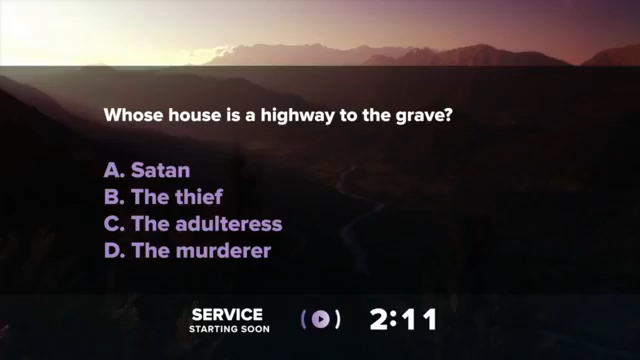 Whose house is a highway to the grave?
A. Satan
B. The thief
C. The adulteress
D. The murderer
SERVICE
STARTING SOON
2:11